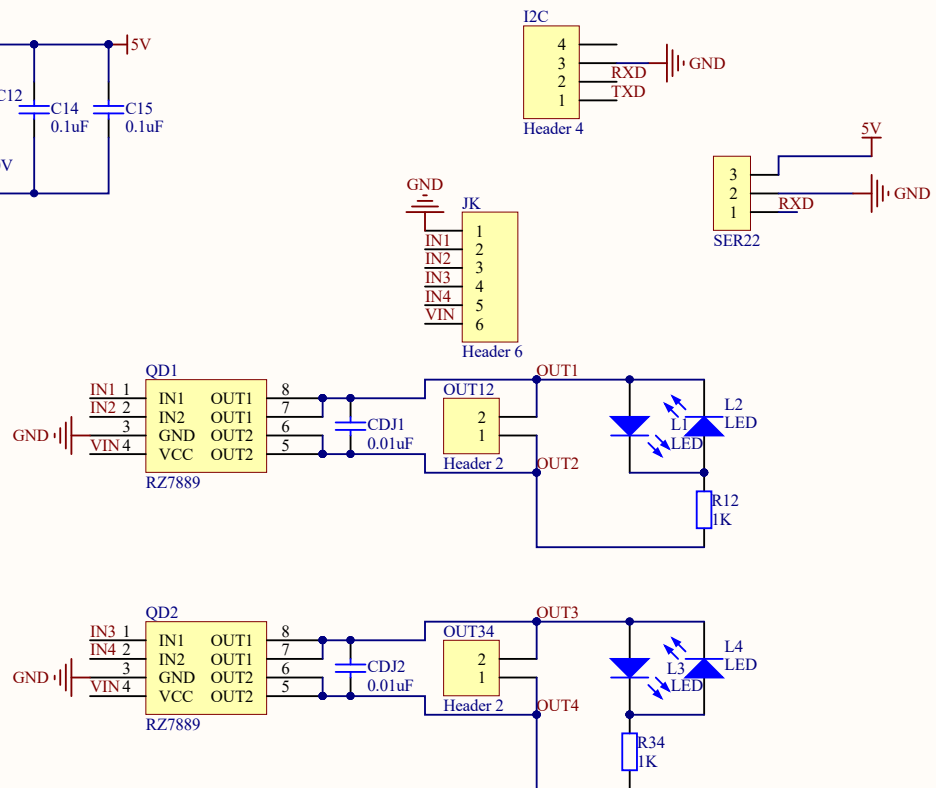 I2C
4
3
2
1
GND
RXD
TXD
Header 4
5V
C12
C14
0.1uF
C15
0.1uF
V
5V
3
2
1
GND
RXD
SER22
GND
JK
1
IN1 2
IN2 3
IN3 4
IN4 5
VIN 6
Header 6
QD1
IN1 1 IN1 OUT1 8
IN2 2 IN2 OUT1 7
GND 3 GND OUT2 6
VIN 4 VCC OUT2 5
RZ7889
CDJ1
0.01uF
OUT12
2
1
Header 2
OUT1
OUT2
L1
LED
L2
LED
R12
1K
QD2
IN3 1 IN1 OUT1 8
IN4 2 IN2 OUT1 7
GND 3 GND OUT2 6
VIN 4 VCC OUT2 5
RZ7889
CDJ2
0.01uF
OUT34
2
1
Header 2
OUT3
OUT4
L3
LED
L4
LED
R34
1K